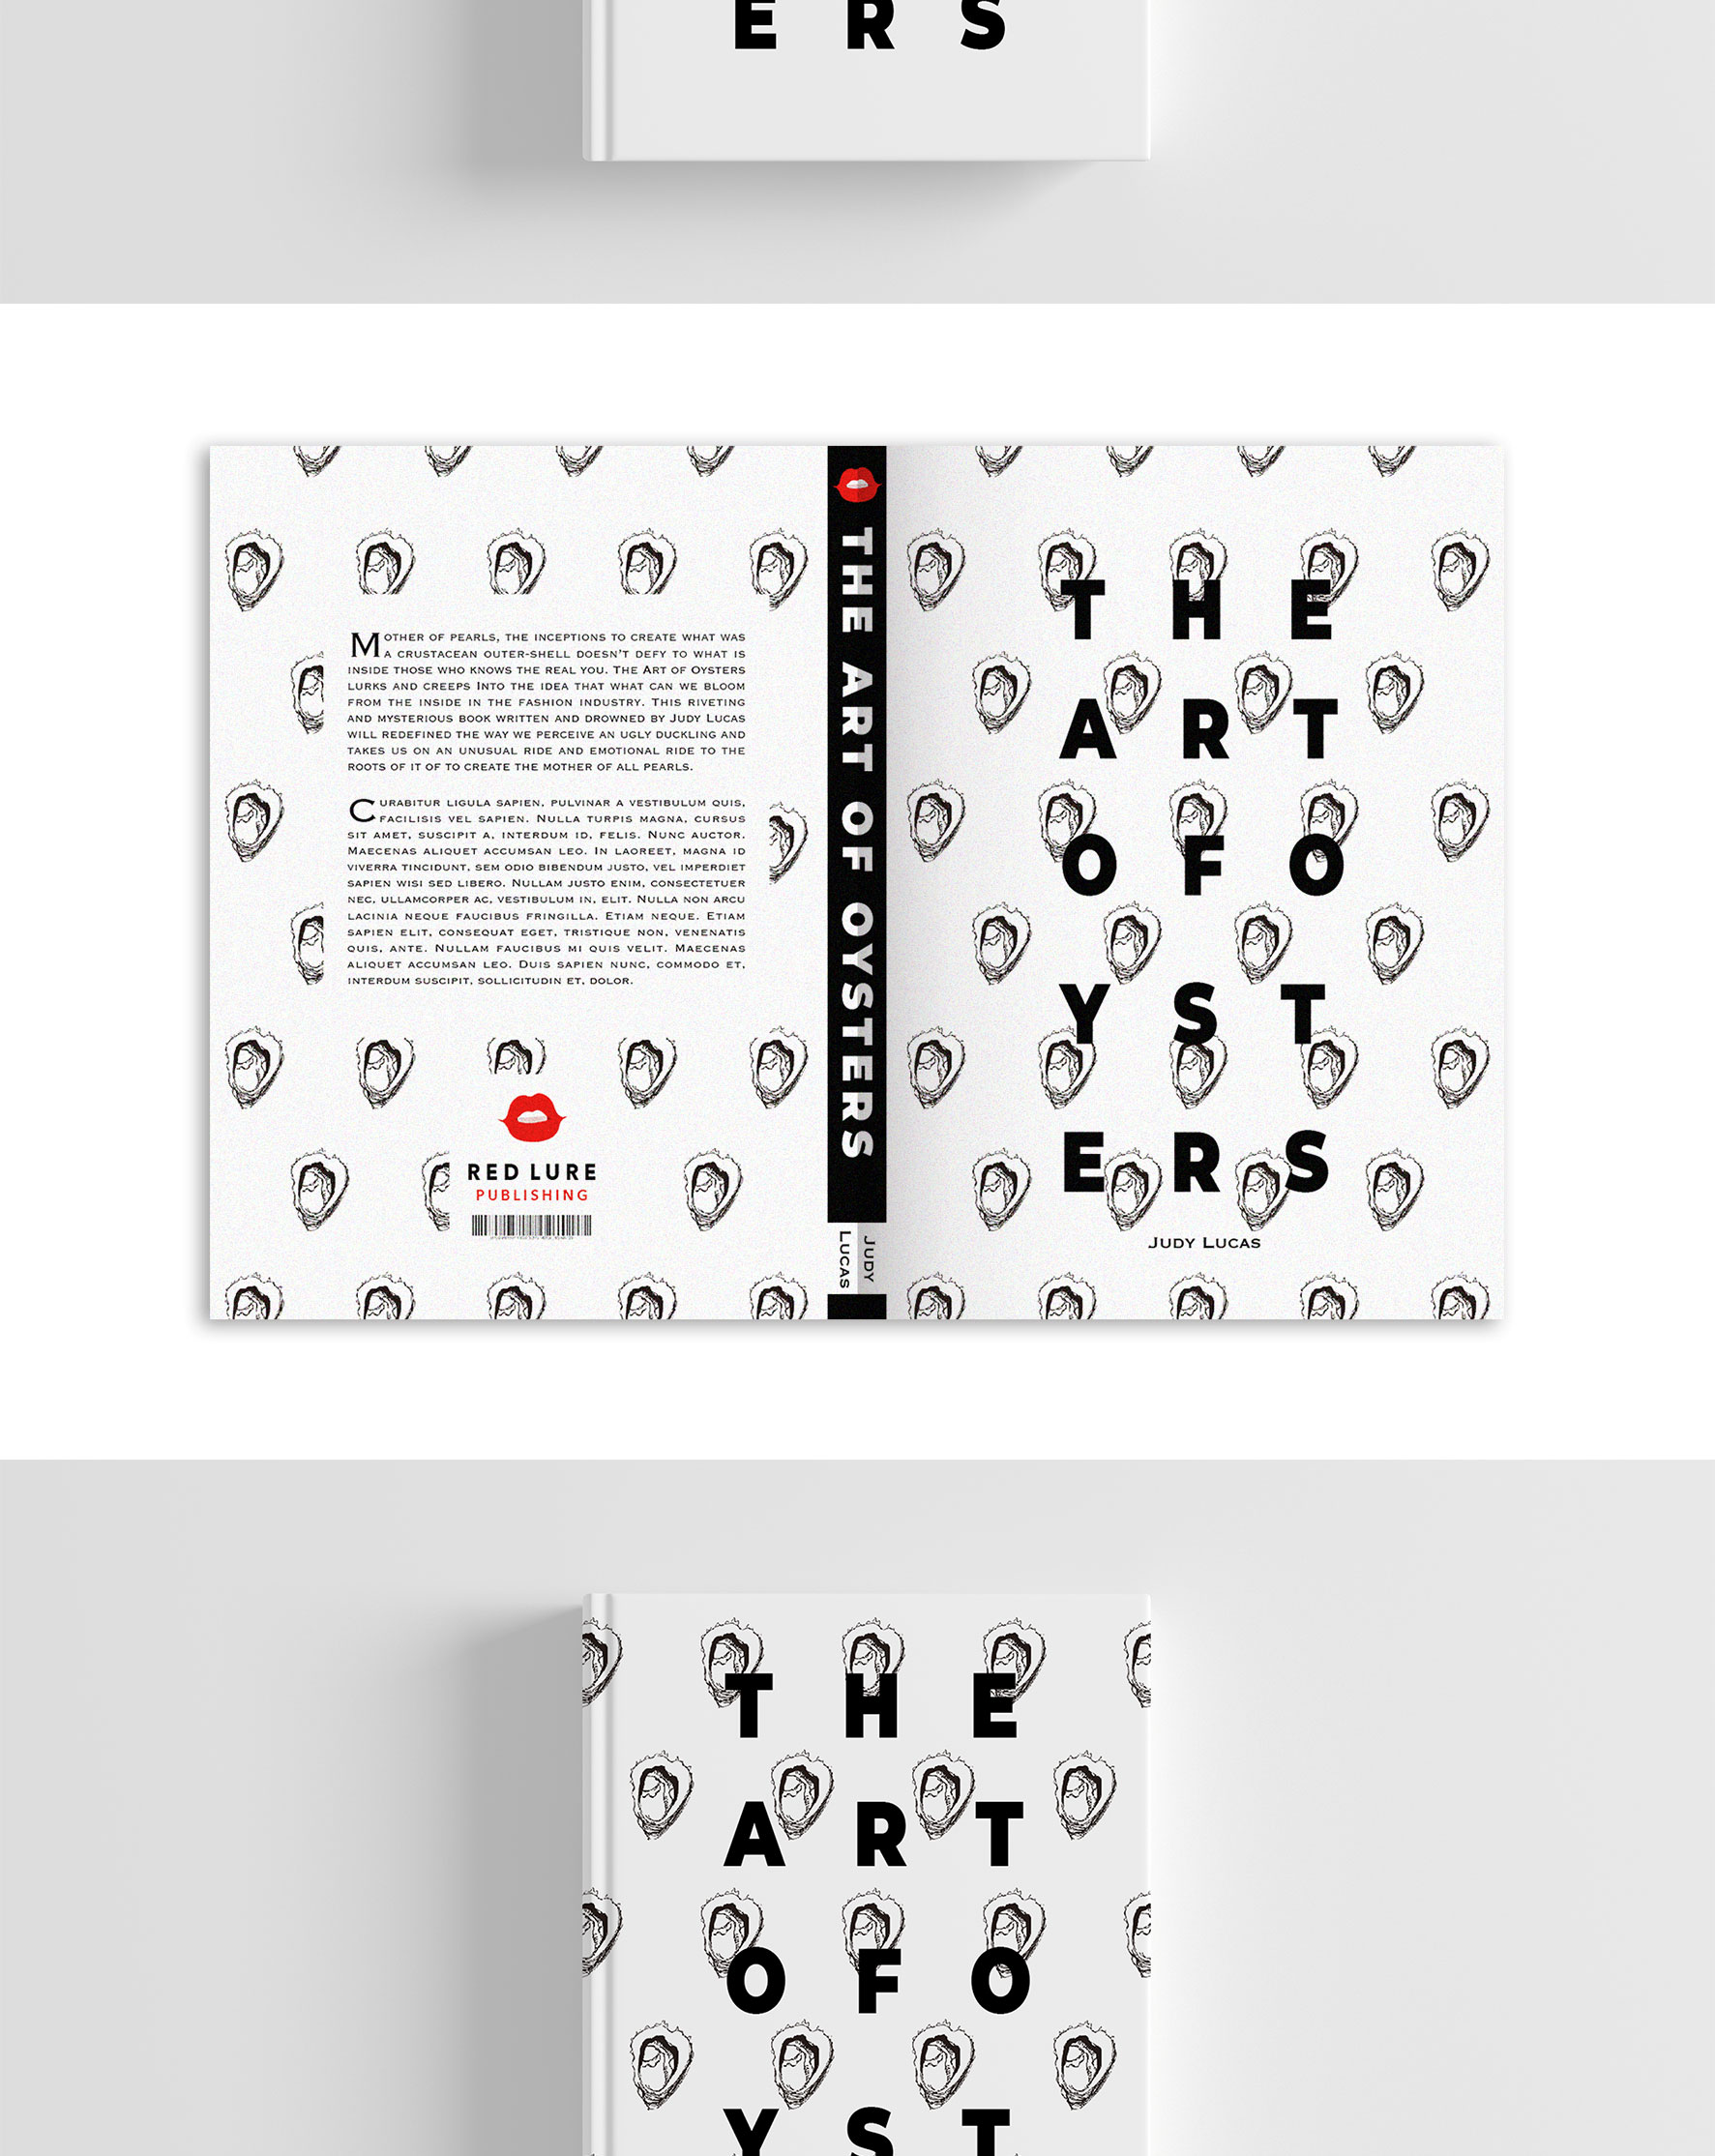 E R S
MOTHER OF PEARLS, THE INCEPTIONS TO CREATE WHAT WAS
A CRUSTACEAN OUTER-SHELL DOESN'T DEFY TO WHAT IS
INSIDE THOSE WHO KNOWS THE REAL YOU. THE ART OF OYSTERS
LURKS AND CREEPS INTO THE IDEA THAT WHAT CAN WE BLOOM
FROM THE INSIDE IN THE FASHION INDUSTRY. THIS RIVETING
AND MYSTERIOUS BOOK WRITTEN AND DROWNED BY JUDY LUCAS
WILL REDEFINED THE WAY WE PERCEIVE AN UGLY DUCKLING AND
TAKES US ON AN UNUSUAL RIDE AND EMOTIONAL RIDE TO THE
ROOTS OF IT OF TO CREATE THE MOTHER OF ALL PEARLS.
CURABITUR LIGULA SAPIEN, PULVINAR A VESTIBULUM QUIS,
FACILISIS VEL SAPIEN. NULLA TURPIS MAGNA, CURSUS
SIT AMET, SUSCIPIT A, INTERDUM ID, FELIS. NUNC AUCTOR.
MAECENAS ALIQUET ACCUMSAN LEO. IN LAOREET, MAGNA ID
VIVERRA TINCIDUNT, SEM ODIO BIBENDUM JUSTO, VEL IMPERDIET
SAPIEN WISI SED LIBERO. NULLAM JUSTO ENIM, CONSECTETUER
NEC, ULLAMCORPER AC, VESTIBULUM IN, ELIT. NULLA NON ARCU
LACINIA NEQUE FAUCIBUS FRINGILLA. ETIAM NEQUE. ETIAM
SAPIEN ELIT, CONSEQUAT EGET, TRISTIQUE NON, VENENATIS
QUIS, ANTE. NULLAM FAUCIBUS MI QUIS VELIT. MAECENAS
ALIQUET ACCUMSAN LEO. DUIS SAPIEN NUNC, COMMODO ET,
INTERDUM SUSCIPIT, SOLLICITUDIN ET, DOLOR.
RED LURE
PUBLISHING
THE ART OF OYSTERS
JUDY
LUCAS
T H E
A R T
O F O
Y S T
E R S
JUDY LUCAS
T H E
A R T
O F O
Y S T